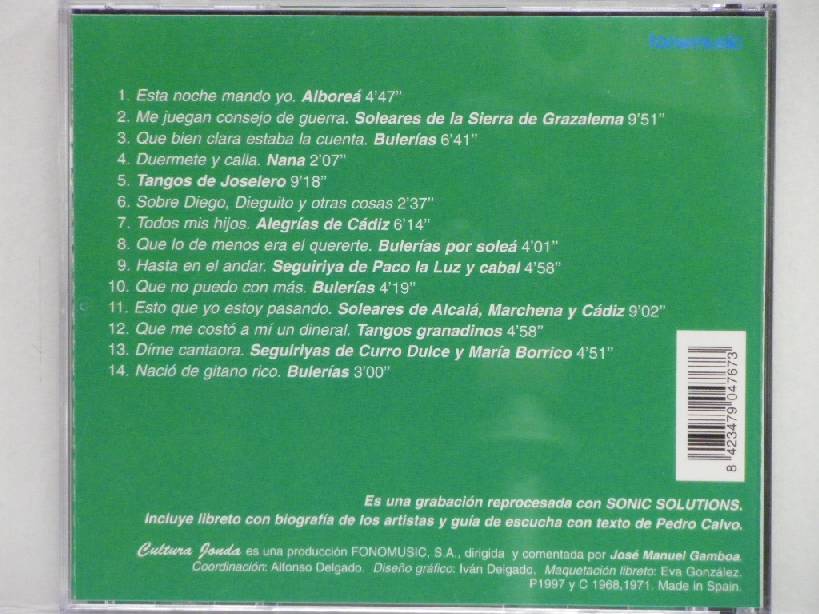 fonomusic
1. Esta noche mando yo. Alboreá 4'47"
2. Me juegan consejo de guerra. Soleares de la Sierra de Grazalema 9'51"
3. Que bien clara estaba la cuenta. Bulerías 6'41"
4. Duermete y calla. Nana 2'07"
5. Tangos de Joselero 9'18"
6. Sobre Diego, Dieguito y otras cosas 2'37"
7. Todos mis hijos. Alegrías de Cádiz 6'14"
8. Que lo de menos era el quererte. Bulerías por soleá 4'01"
9. Hasta en el andar. Seguiriya de Paco la Luz y cabal 4'58"
10. Que no puedo con más. Bulerías 4'19"
11. Esto que yo estoy pasando. Soleares de Alcalá, Marchena y Cádiz 9'02"
12. Que me costó a mí un dineral. Tangos granadinos 4'58"
13. Díme cantaora. Seguiriyas de Curro Dulce y María Borrico 4'51"
14. Nació de gitano rico. Bulerías 3'00"
8 423479 047673
Es una grabación reprocesada con SONIC SOLUTIONS.
Incluye libreto con biografía de los artistas y guía de escucha con texto de Pedro Calvo.
Cultura Jonda es una producción FONOMUSIC, S.A., dirigida y comentada por José Manuel Gamboa.
Coordinación: Alfonso Delgado. Diseño gráfico: Iván Delgado. Maquetación libreto: Eva González.
P1997 y C 1968,1971. Made in Spain.